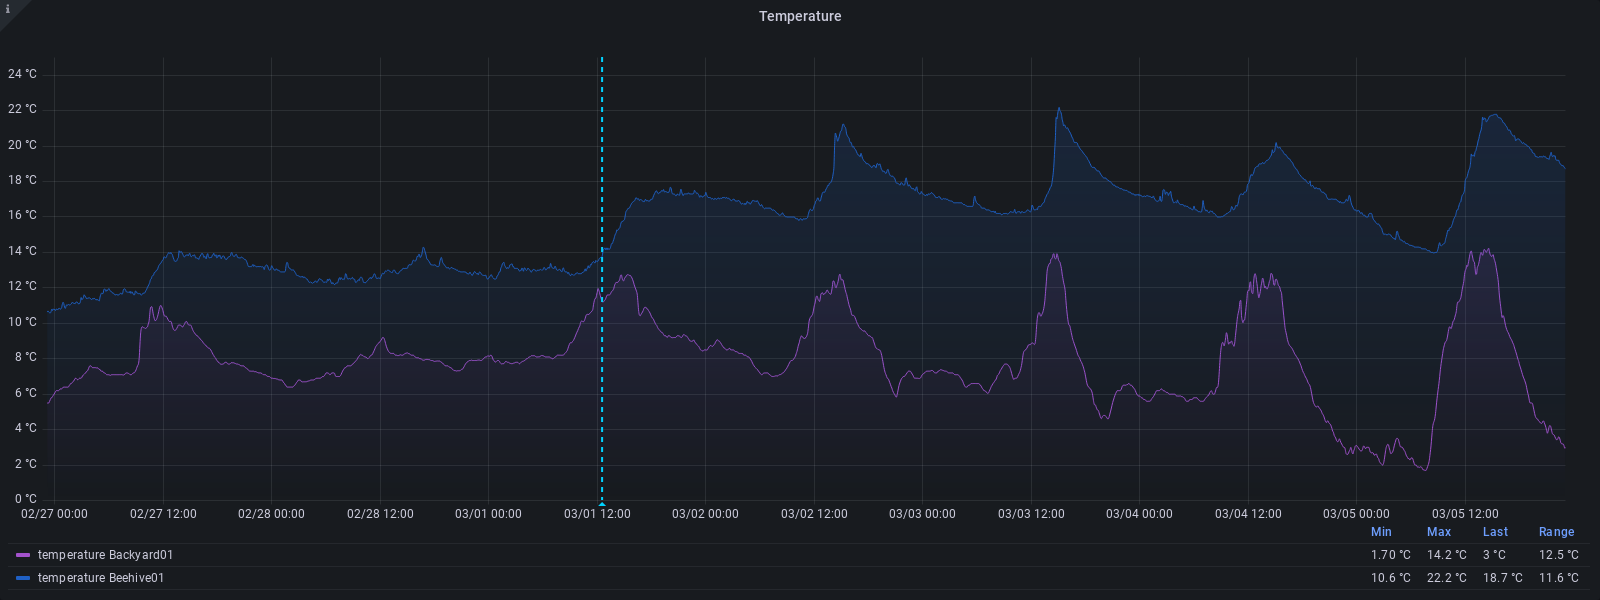 i
Temperature
24 °C
22 °C
20 °C
18 °C
16 °C
14 °C
12 °C
10 °C
8 °C
6 °C
4 °C
2 °C
0 °C
02/27 00:00 02/27 12:00 02/28 00:00 02/28 12:00 03/01 00:00 03/01 12:00 03/02 00:00 03/02 12:00 03/03 00:00 03/03 12:00 03/04 00:00 03/04 12:00 03/05 00:00 03/05 12:00
Min Max Last Range
temperature Backyard01 1.70 °C 14.2 °C 3 °C 12.5 °C
temperature Beehive01 10.6 °C 22.2 °C 18.7 °C 11.6 °C